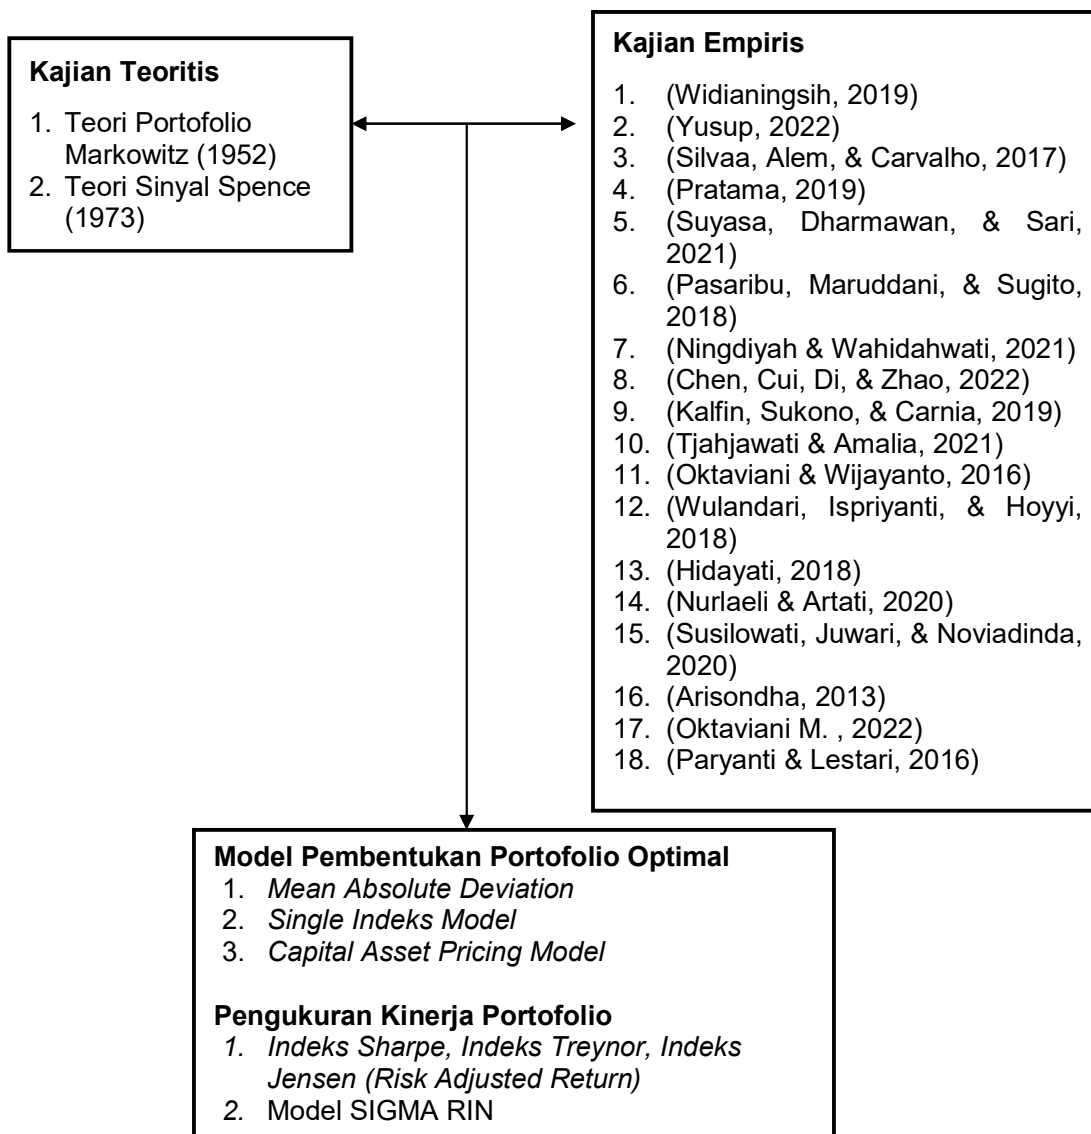 Kajian Teoritis
1. Teori Portofolio
Markowitz (1952)
2. Teori Sinyal Spence
(1973)
Kajian Empiris
1. (Widianingsih, 2019)
2. (Yusup, 2022)
3. (Silvaa, Alem, & Carvalho, 2017)
4. (Pratama, 2019)
5. (Suyasa, Dharmawan, & Sari,
2021)
6. (Pasaribu, Maruddani, & Sugito,
2018)
7. (Ningdiyah & Wahidahwati, 2021)
8. (Chen, Cui, Di, & Zhao, 2022)
9. (Kalfin, Sukono, & Carnia, 2019)
10. (Tjahjawati & Amalia, 2021)
11. (Oktaviani & Wijayanto, 2016)
12. (Wulandari, Ispriyanti, & Hoyyi,
2018)
13. (Hidayati, 2018)
14. (Nurlaeli & Artati, 2020)
15. (Susilowati, Juwari, & Noviadinda,
2020)
16. (Arisondha, 2013)
17. (Oktaviani M. , 2022)
18. (Paryanti & Lestari, 2016)
Model Pembentukan Portofolio Optimal
1. Mean Absolute Deviation
2. Single Indeks Model
3. Capital Asset Pricing Model
Pengukuran Kinerja Portofolio
1. Indeks Sharpe, Indeks Treynor, Indeks
Jensen (Risk Adjusted Return)
2. Model SIGMA RIN